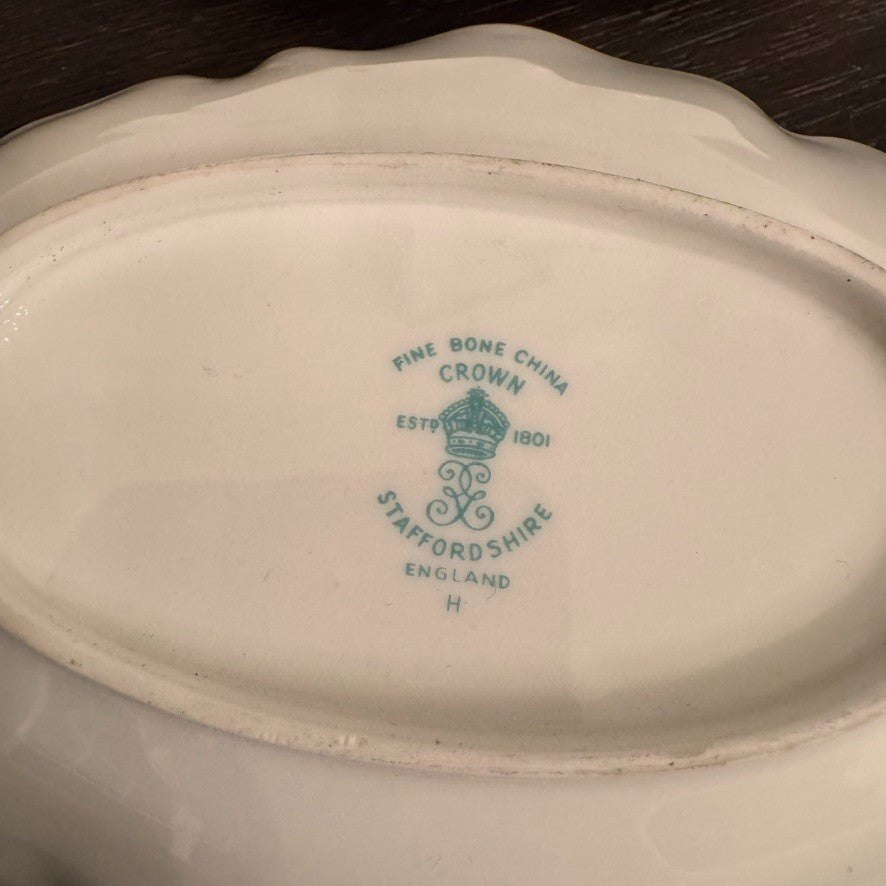 FINE BONE CHINA
CROWN
ESTD 1801
STAFFORDSHIRE
ENGLAND
H